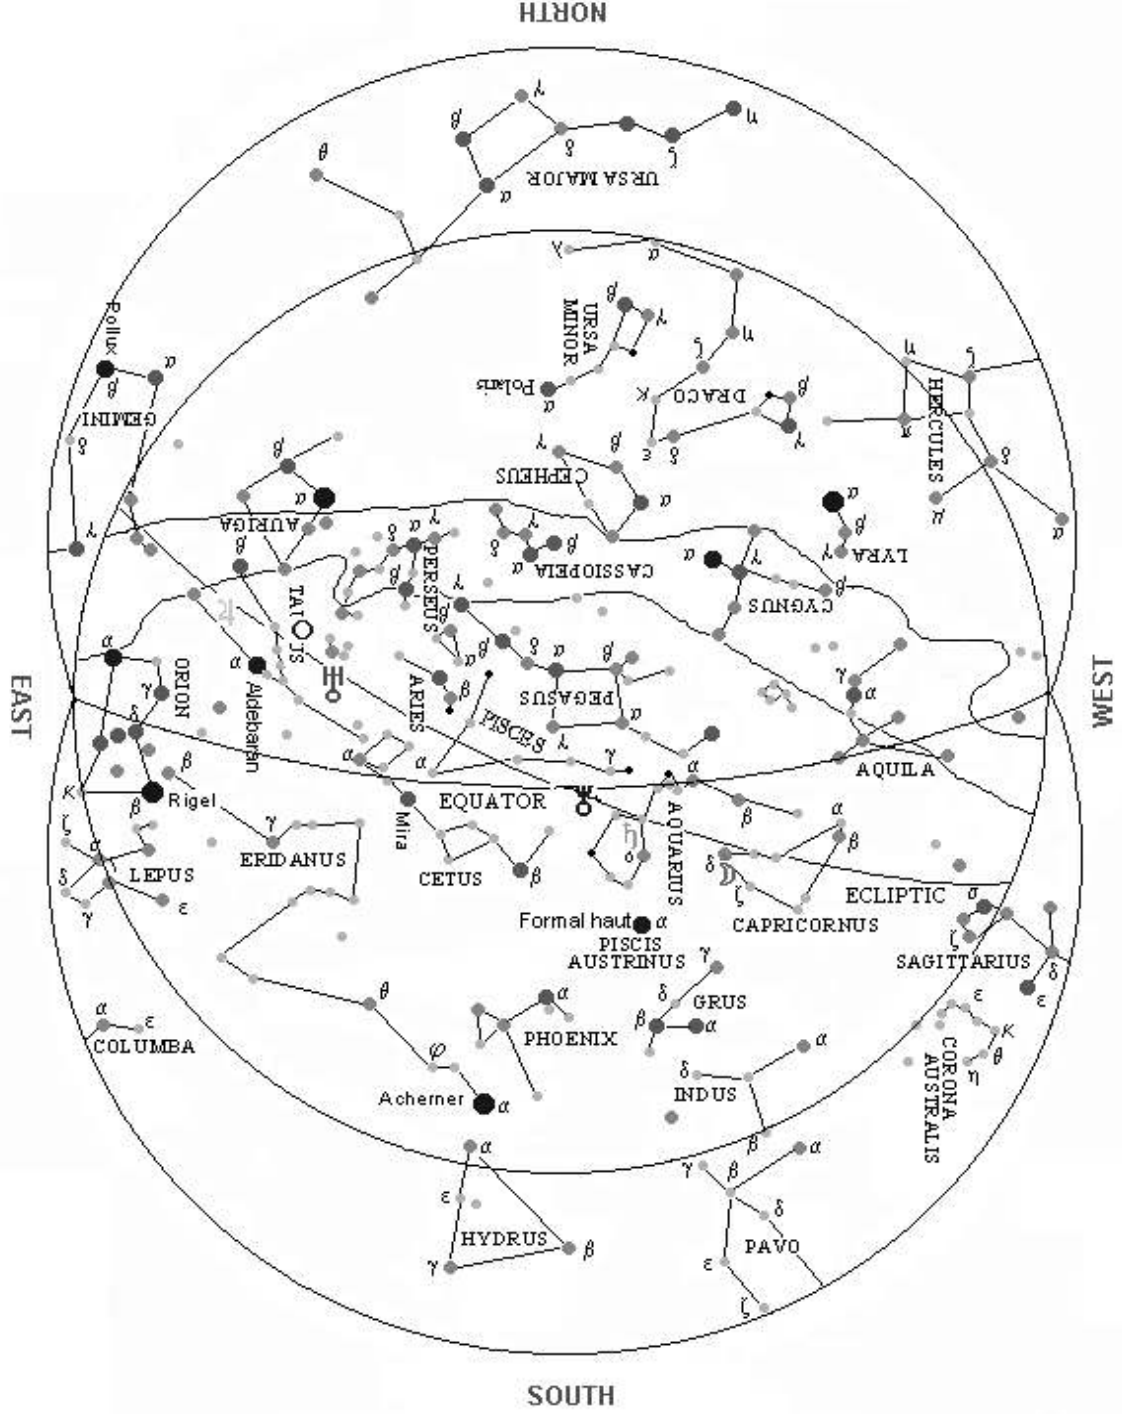 NORTH
γ
β
η
δ
ζ
θ
URSA MAJOR
α
λ
α
Pollux
β
γ
URSA
MINOR
η
ζ
η
ζ
α
β
Polaris
α
κ
DRACO
β
HERCULES
GEMINI
γ
π
δ
ε
δ
γ
β
β
CEPHEUS
δ
α
α
α
μ
α
γ
AURIGA
γ
α
δ
γ
δ
β
β
γ
LYRA
β
PERSEUS
α
CASSIOPEIA
α
γ
β
β
CYGNUS
γ
β
β
α
α
δ
α
β
EAST
ORION
γ
α
Aldebaran
ARIES
β
PEGASUS
γ
α
WEST
δ
PISCES
γ
α
β
α
α
γ
α
AQUILA
κ
β
Rigel
Mira
EQUATOR
AQUARIUS
β
α
β
ζ
γ
α
ERIDANUS
LEPUS
CETUS
β
δ
δ
γ
ε
ζ
ECLIPTIC
σ
CAPRICORNUS
Formal haut
α
PISCIS
AUSTRINUS
ζ
SAGITTARIUS
δ
ε
γ
θ
α
δ
GRUS
ε
α
ε
COLUMBA
β
α
PHOENIX
κ
CORONA
AUSTRALIS
θ
η
φ
α
δ
INDUS
Acherner
α
β
α
γ
β
α
ε
δ
HYDRUS
β
PAVO
γ
ε
ζ
SOUTH